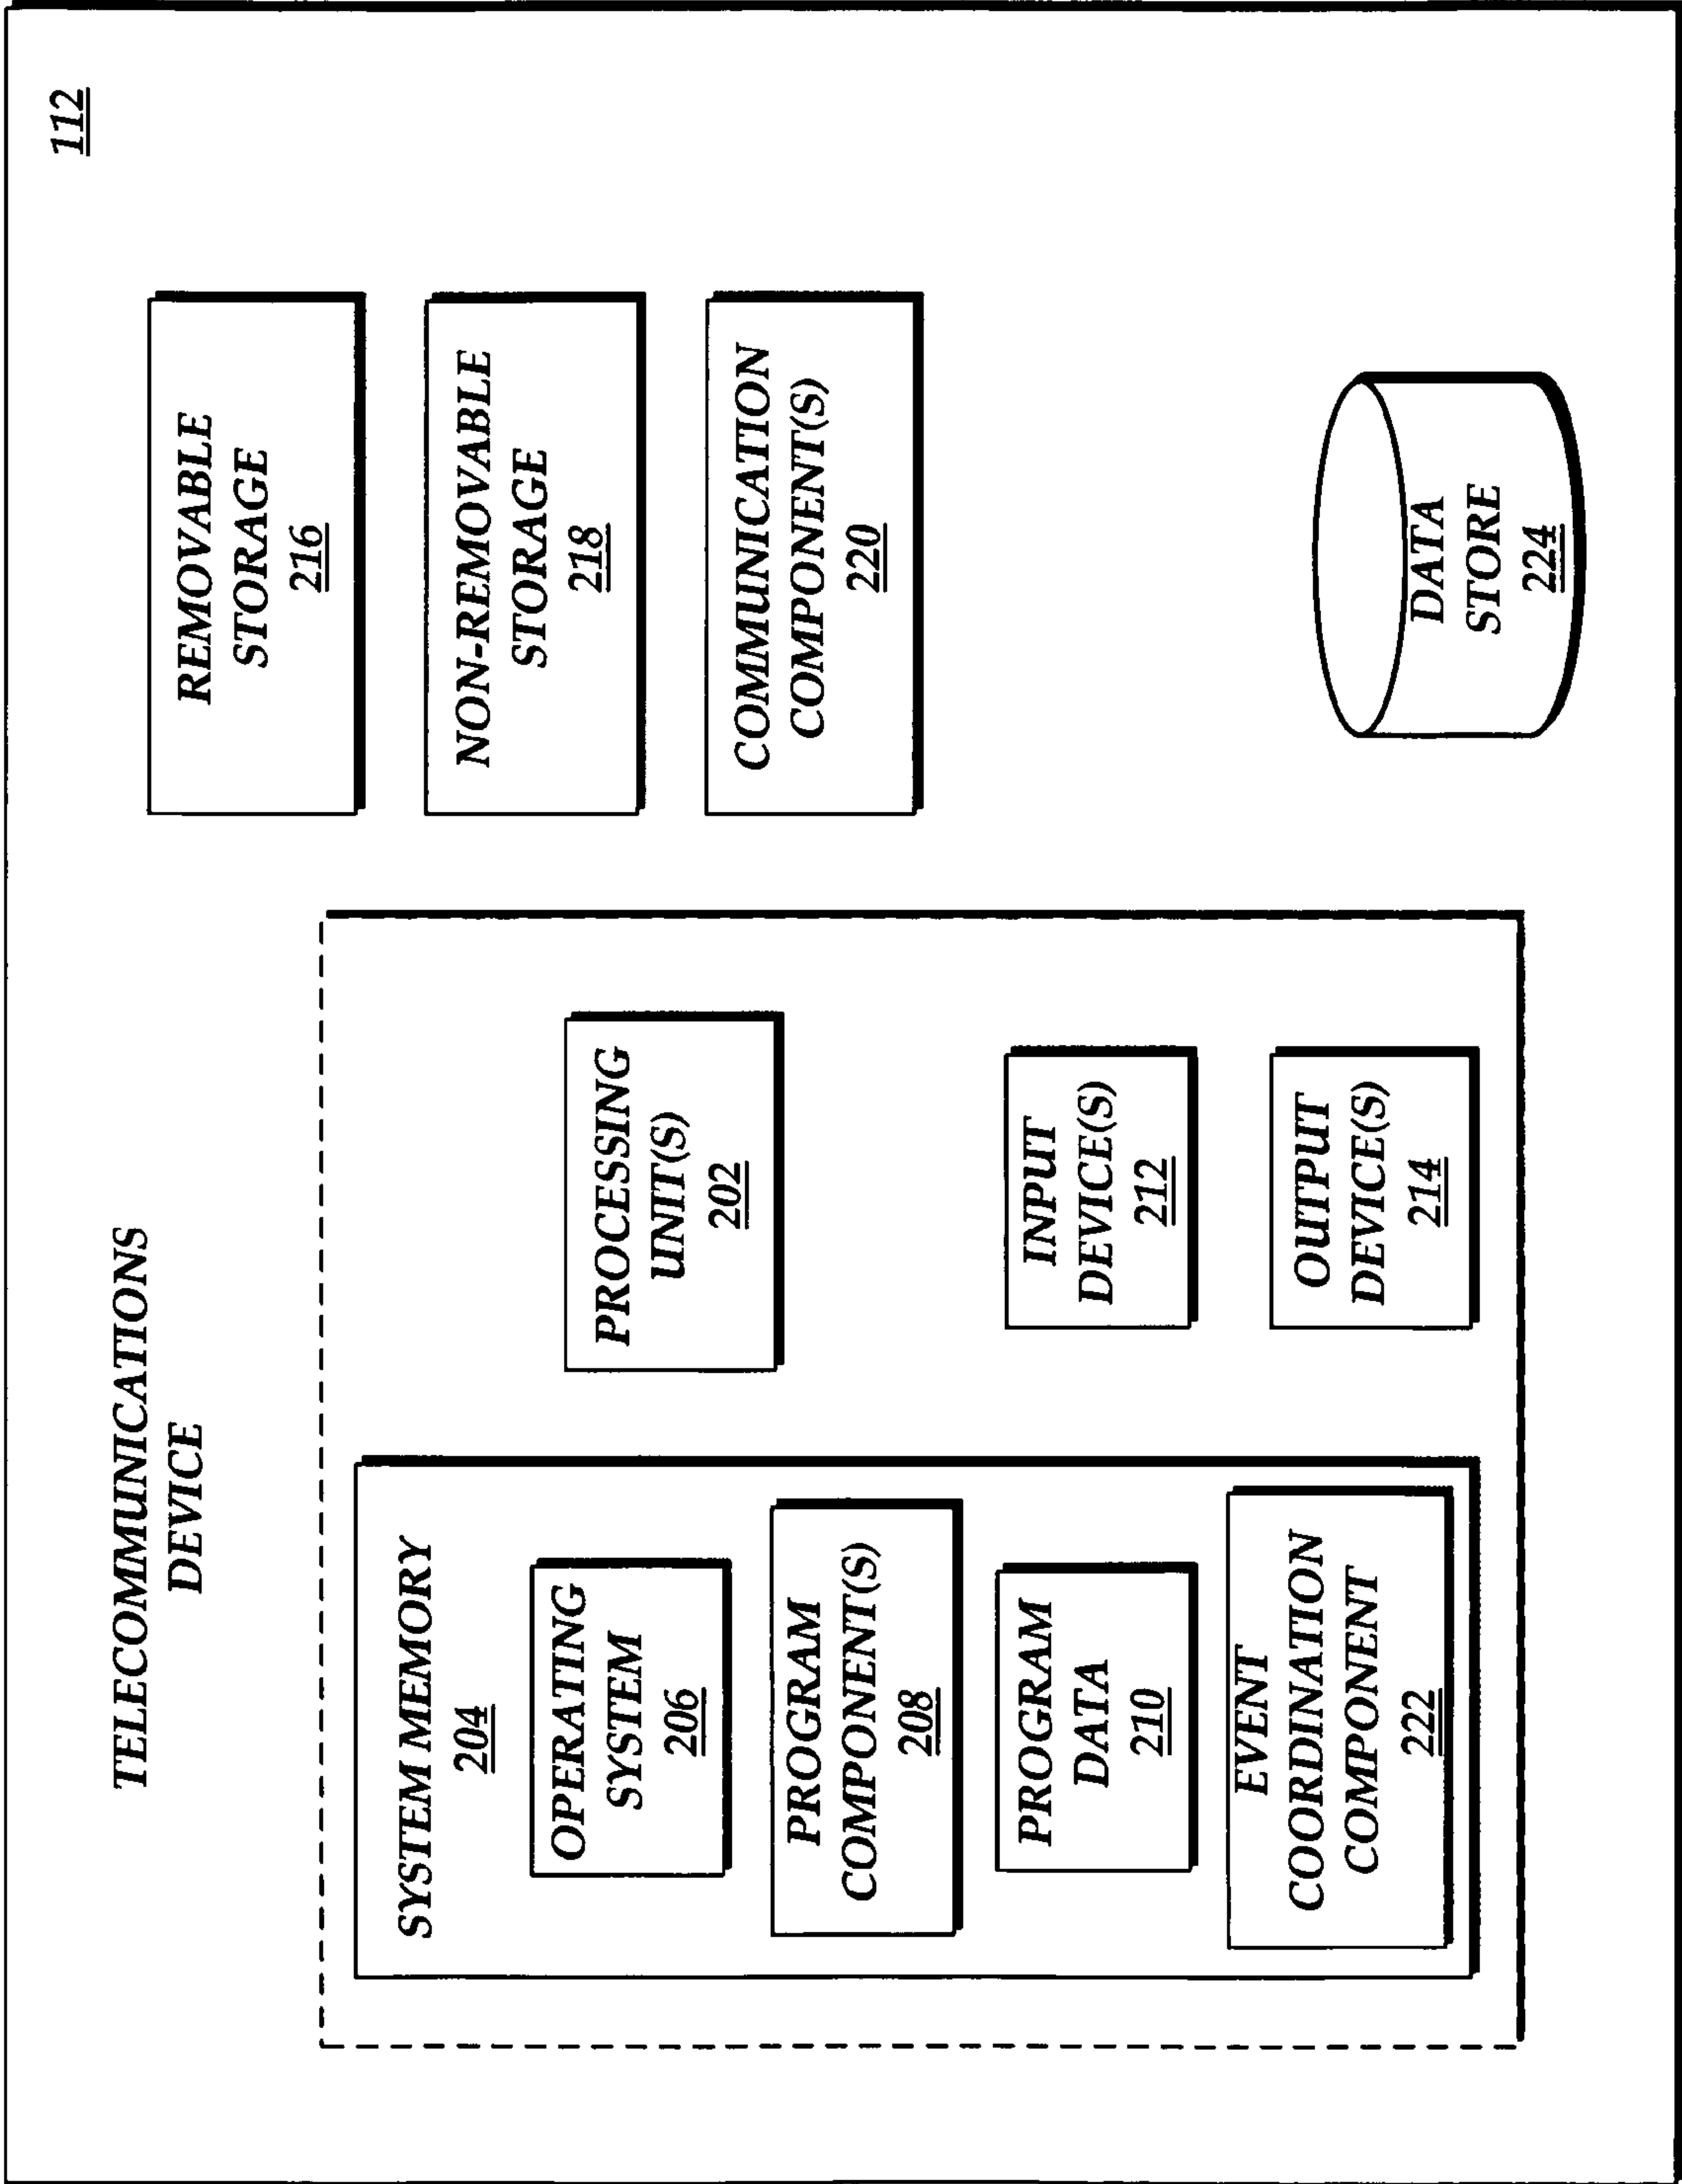 112
TELECOMMUNICATIONS
DEVICE
SYSTEM MEMORY
204
OPERATING
SYSTEM
206
PROGRAM
COMPONENT(S)
208
PROGRAM
DATA
210
EVENT
COORDINATION
COMPONENT
222
PROCESSING
UNIT(S)
202
INPUT
DEVICE(S)
212
OUTPUT
DEVICE(S)
214
REMOVABLE
STORAGE
216
NON-REMOVABLE
STORAGE
218
COMMUNICATION
COMPONENT(S)
220
DATA
STORE
224